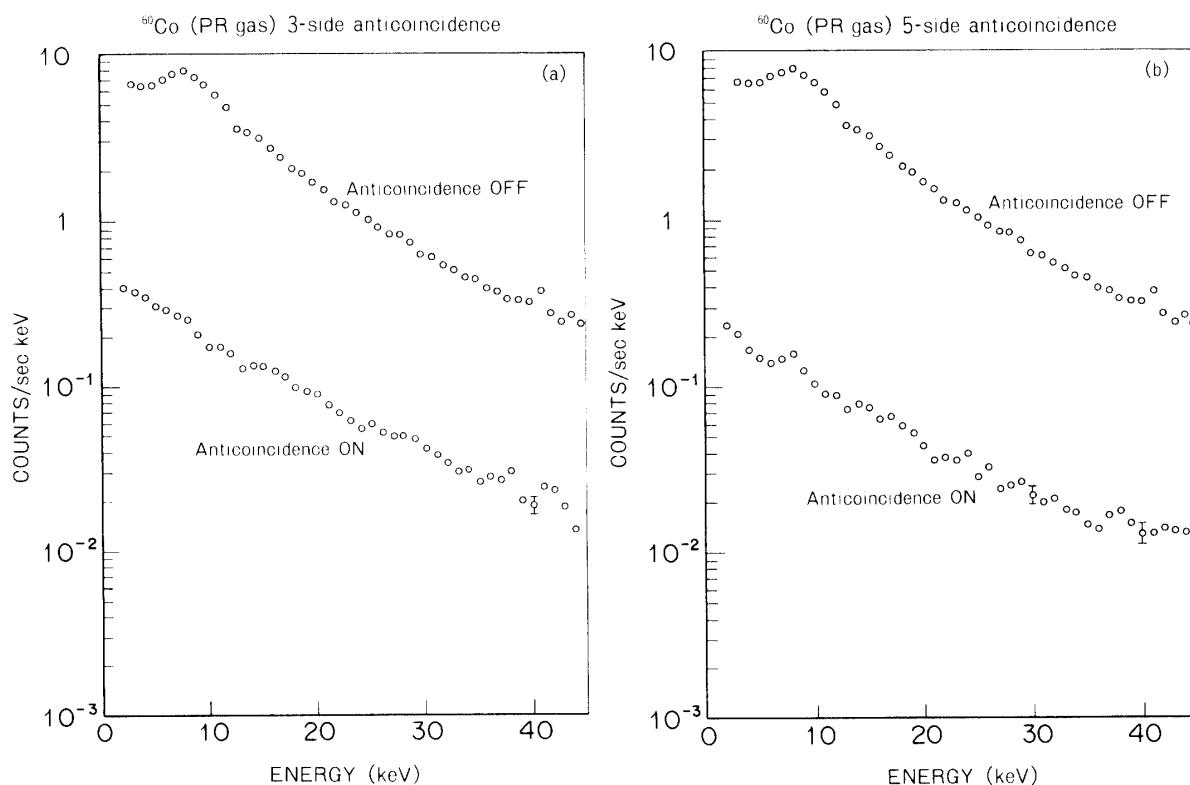 ⁶⁰Co (PR gas) 3-side anticoincidence
(a)
10
1
10⁻¹
10⁻²
10⁻³
COUNTS/sec keV
Anticoincidence OFF
Anticoincidence ON
0 10 20 30 40
ENERGY (keV)
⁶⁰Co (PR gas) 5-side anticoincidence
(b)
10
1
10⁻¹
10⁻²
10⁻³
COUNTS/sec keV
Anticoincidence OFF
Anticoincidence ON
0 10 20 30 40
ENERGY (keV)